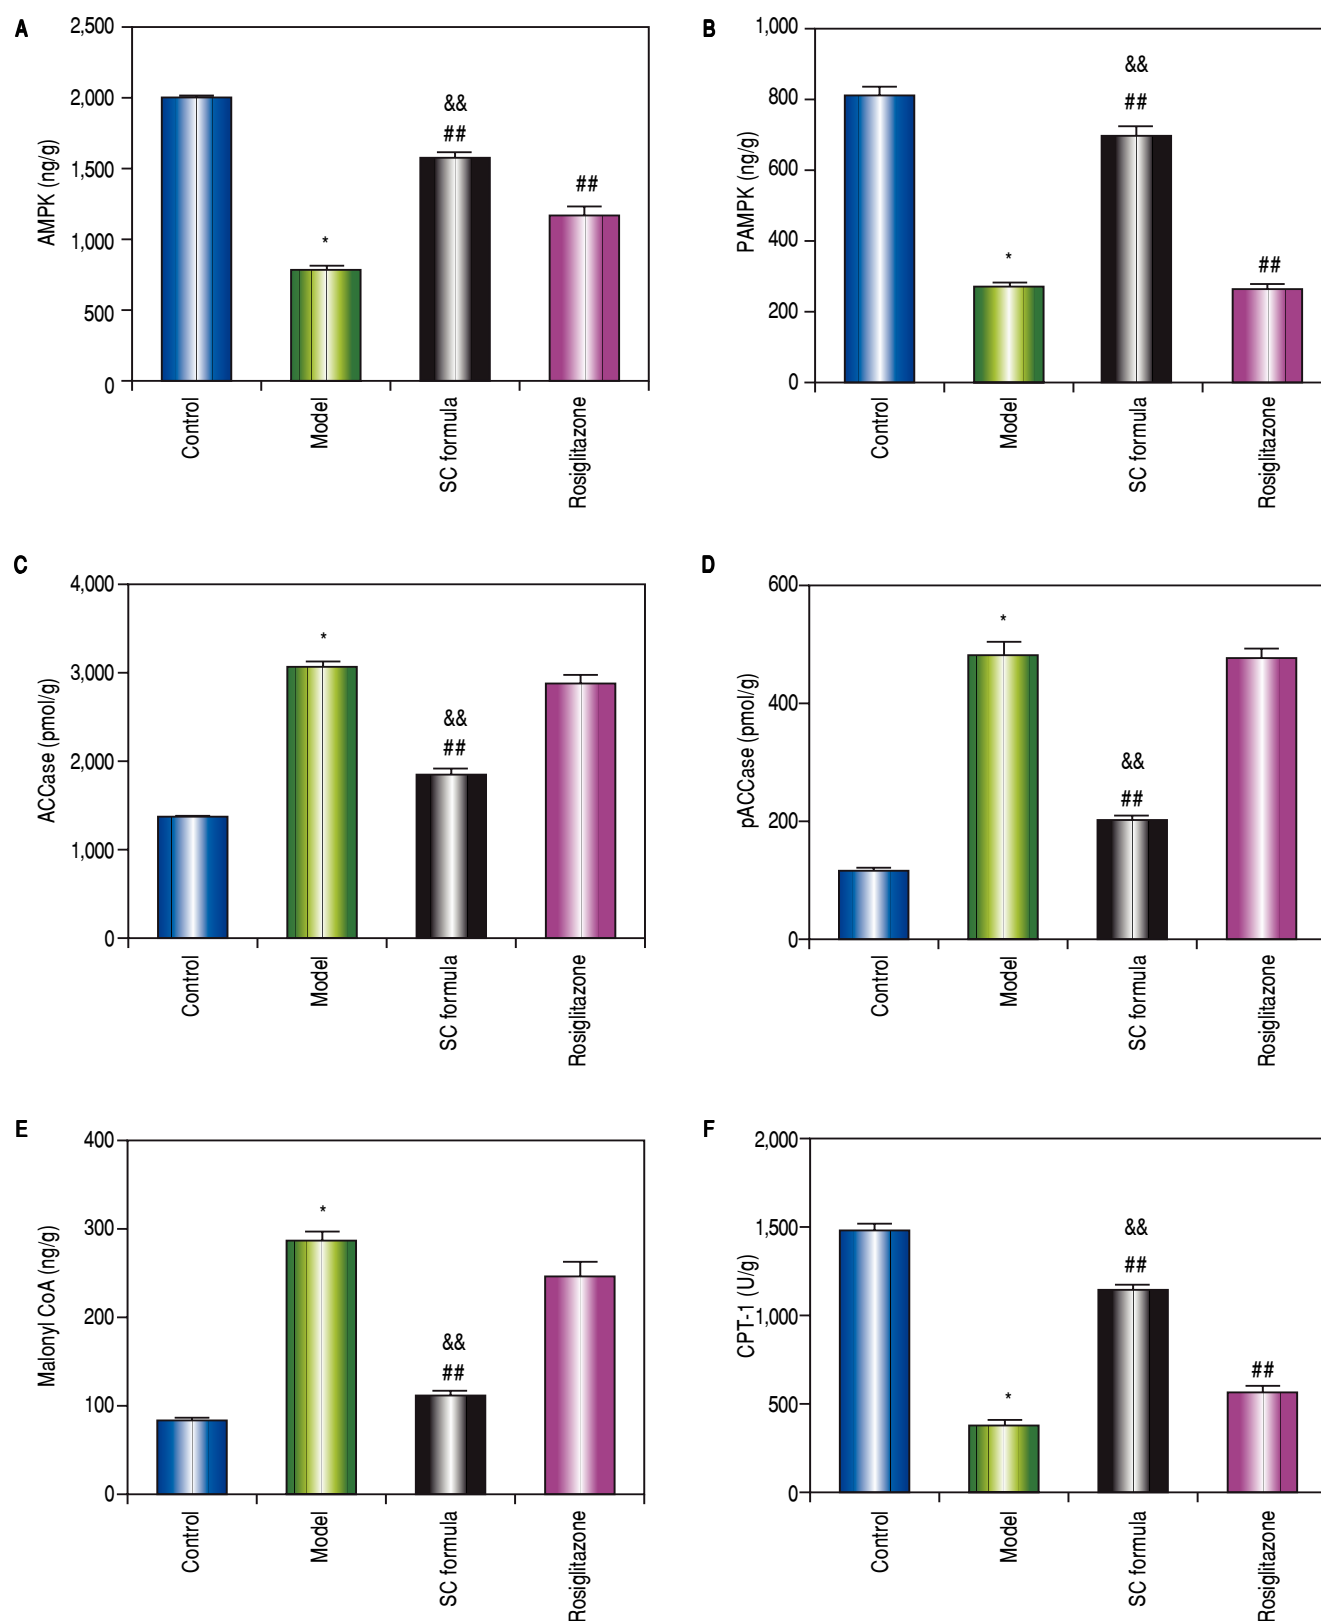 A
AMPK (ng/g)
2,500
2,000
1,500
1,000
500
0
*
&&
##
##
Control
Model
SC formula
Rosiglitazone
B
PAMPK (ng/g)
1,000
800
600
400
200
0
*
&&
##
##
Control
Model
SC formula
Rosiglitazone
C
ACCase (pmol/g)
4,000
3,000
2,000
1,000
0
*
&&
##
Control
Model
SC formula
Rosiglitazone
D
pACCase (pmol/g)
600
400
200
0
*
&&
##
Control
Model
SC formula
Rosiglitazone
E
Malonyl CoA (ng/g)
400
300
200
100
0
*
&&
##
Control
Model
SC formula
Rosiglitazone
F
CPT-1 (U/g)
2,000
1,500
1,000
500
0
*
&&
##
##
Control
Model
SC formula
Rosiglitazone